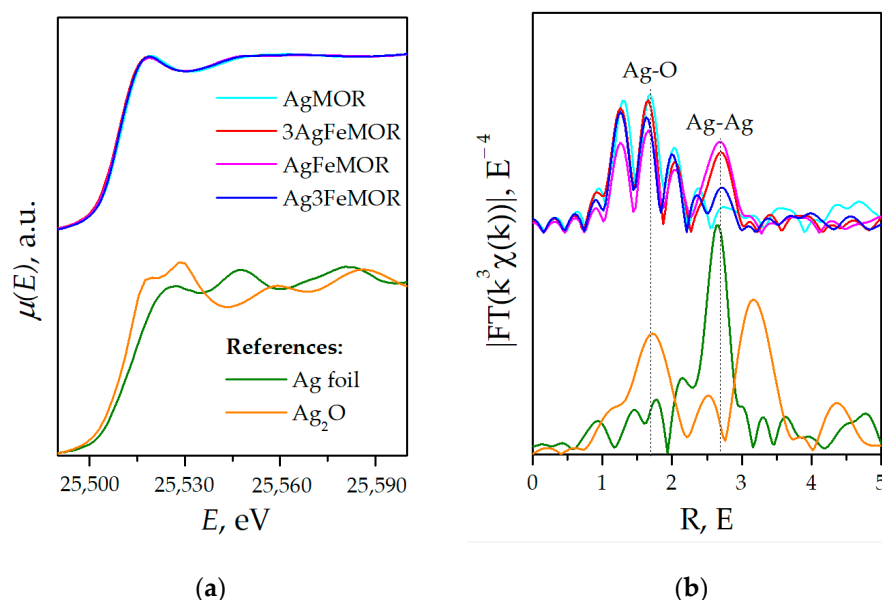 μ(E), a.u.
AgMOR
3AgFeMOR
AgFeMOR
Ag3FeMOR
References:
Ag foil
Ag₂O
25,500 25,530 25,560 25,590
E, eV
(a)
|FT(k³χ(k))|, E⁻⁴
Ag-O
Ag-Ag
0 1 2 3 4 5
R, E
(b)